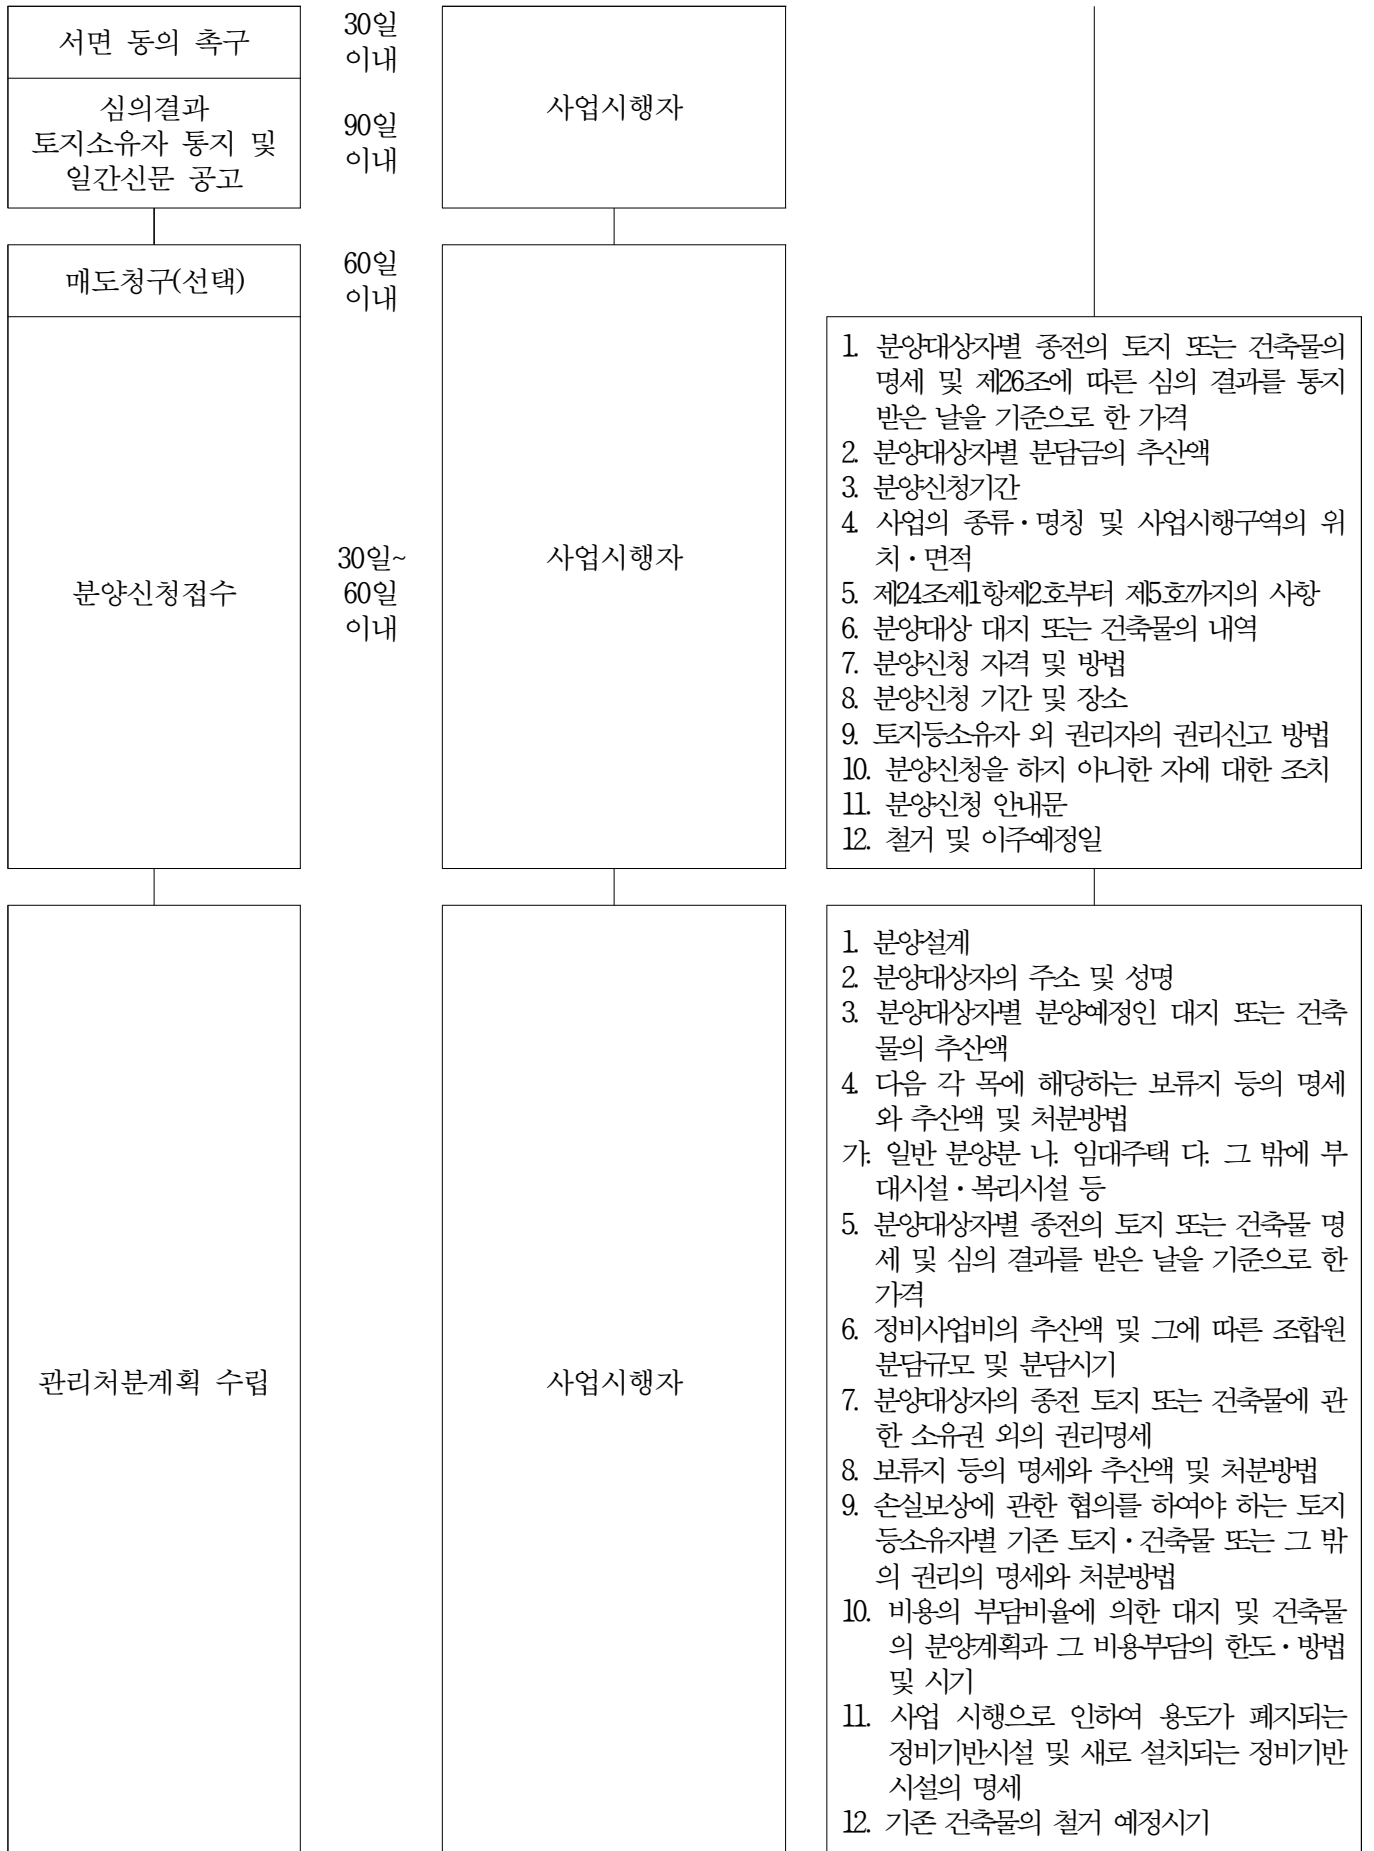 서면 동의 촉구
30일
이내
심의결과
토지소유자 통지 및
일간신문 공고
90일
이내
사업시행자
매도청구(선택)
60일
이내
분양신청접수
30일~
60일
이내
사업시행자
1. 분양대상자별 종전의 토지 또는 건축물의
명세 및 제26조에 따른 심의 결과를 통지
받은 날을 기준으로 한 가격
2. 분양대상자별 분담금의 추산액
3. 분양신청기간
4. 사업의 종류·명칭 및 사업시행구역의 위
치·면적
5. 제24조제1항제2호부터 제5호까지의 사항
6. 분양대상 대지 또는 건축물의 내역
7. 분양신청 자격 및 방법
8. 분양신청 기간 및 장소
9. 토지등소유자 외 권리자의 권리신고 방법
10. 분양신청을 하지 아니한 자에 대한 조치
11. 분양신청 안내문
12. 철거 및 이주예정일
관리처분계획 수립
사업시행자
1. 분양설계
2. 분양대상자의 주소 및 성명
3. 분양대상자별 분양예정인 대지 또는 건축
물의 추산액
4. 다음 각 목에 해당하는 보류지 등의 명세
와 추산액 및 처분방법
가. 일반 분양분 나. 임대주택 다. 그 밖에 부
대시설·복리시설 등
5. 분양대상자별 종전의 토지 또는 건축물 명
세 및 심의 결과를 받은 날을 기준으로 한
가격
6. 정비사업비의 추산액 및 그에 따른 조합원
분담규모 및 분담시기
7. 분양대상자의 종전 토지 또는 건축물에 관
한 소유권 외의 권리명세
8. 보류지 등의 명세와 추산액 및 처분방법
9. 손실보상에 관한 협의를 하여야 하는 토지
등소유자별 기존 토지·건축물 또는 그 밖
의 권리의 명세와 처분방법
10. 비용의 부담비율에 의한 대지 및 건축물
의 분양계획과 그 비용부담의 한도·방법
및 시기
11. 사업 시행으로 인하여 용도가 폐지되는
정비기반시설 및 새로 설치되는 정비기반
시설의 명세
12. 기존 건축물의 철거 예정시기